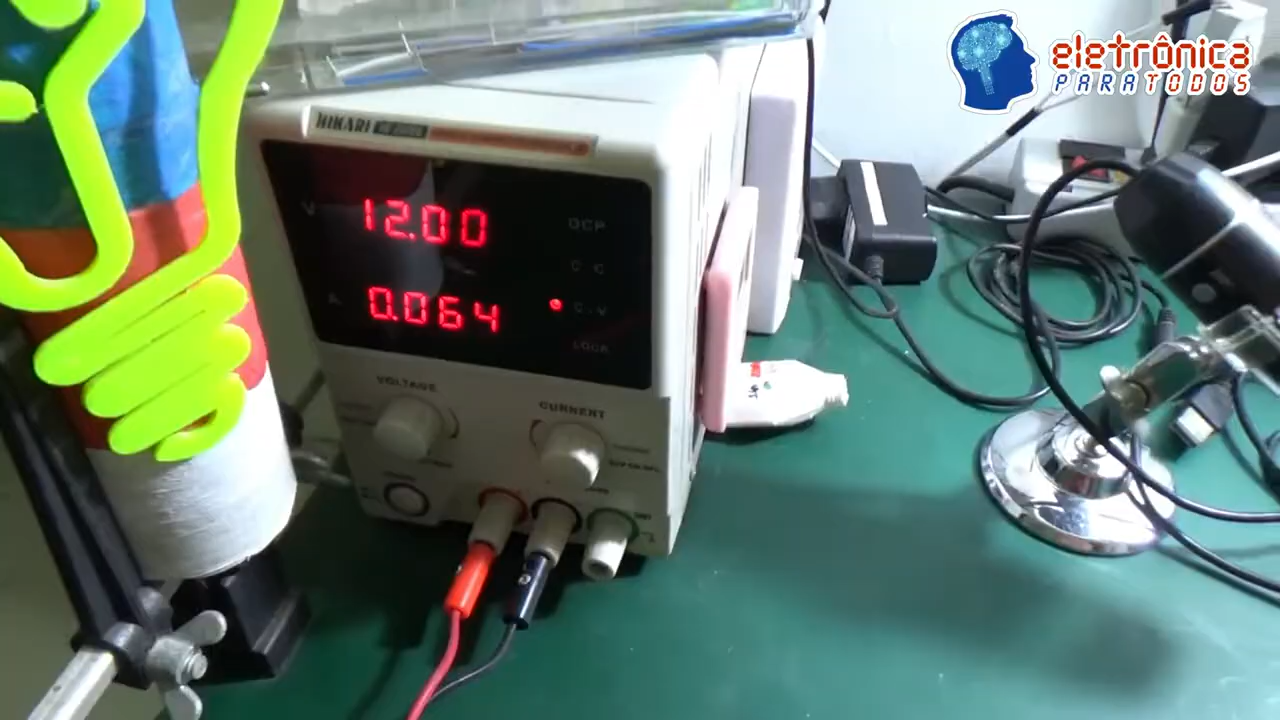 eletrônica
PARATODOS
HIKARI
V 12.00 OCP
C C
A 0.064 C.V
LOCK
VOLTAGE
CURRENT